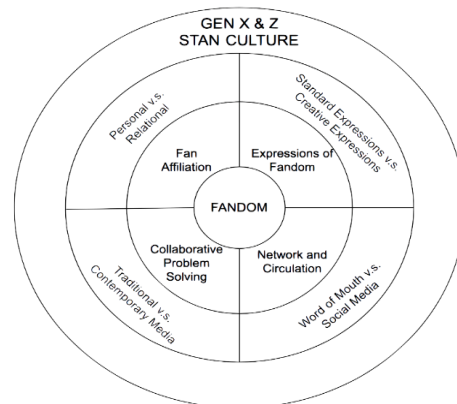 GEN X & Z
STAN CULTURE
Personal v.s.
Relational
Standard Expressions v.s.
Creative Expressions
Fan
Affiliation
Expressions of
Fandom
FANDOM
Collaborative
Problem
Solving
Network and
Circulation
Traditional v.s.
Contemporary Media
Word of Mouth v.s.
Social Media